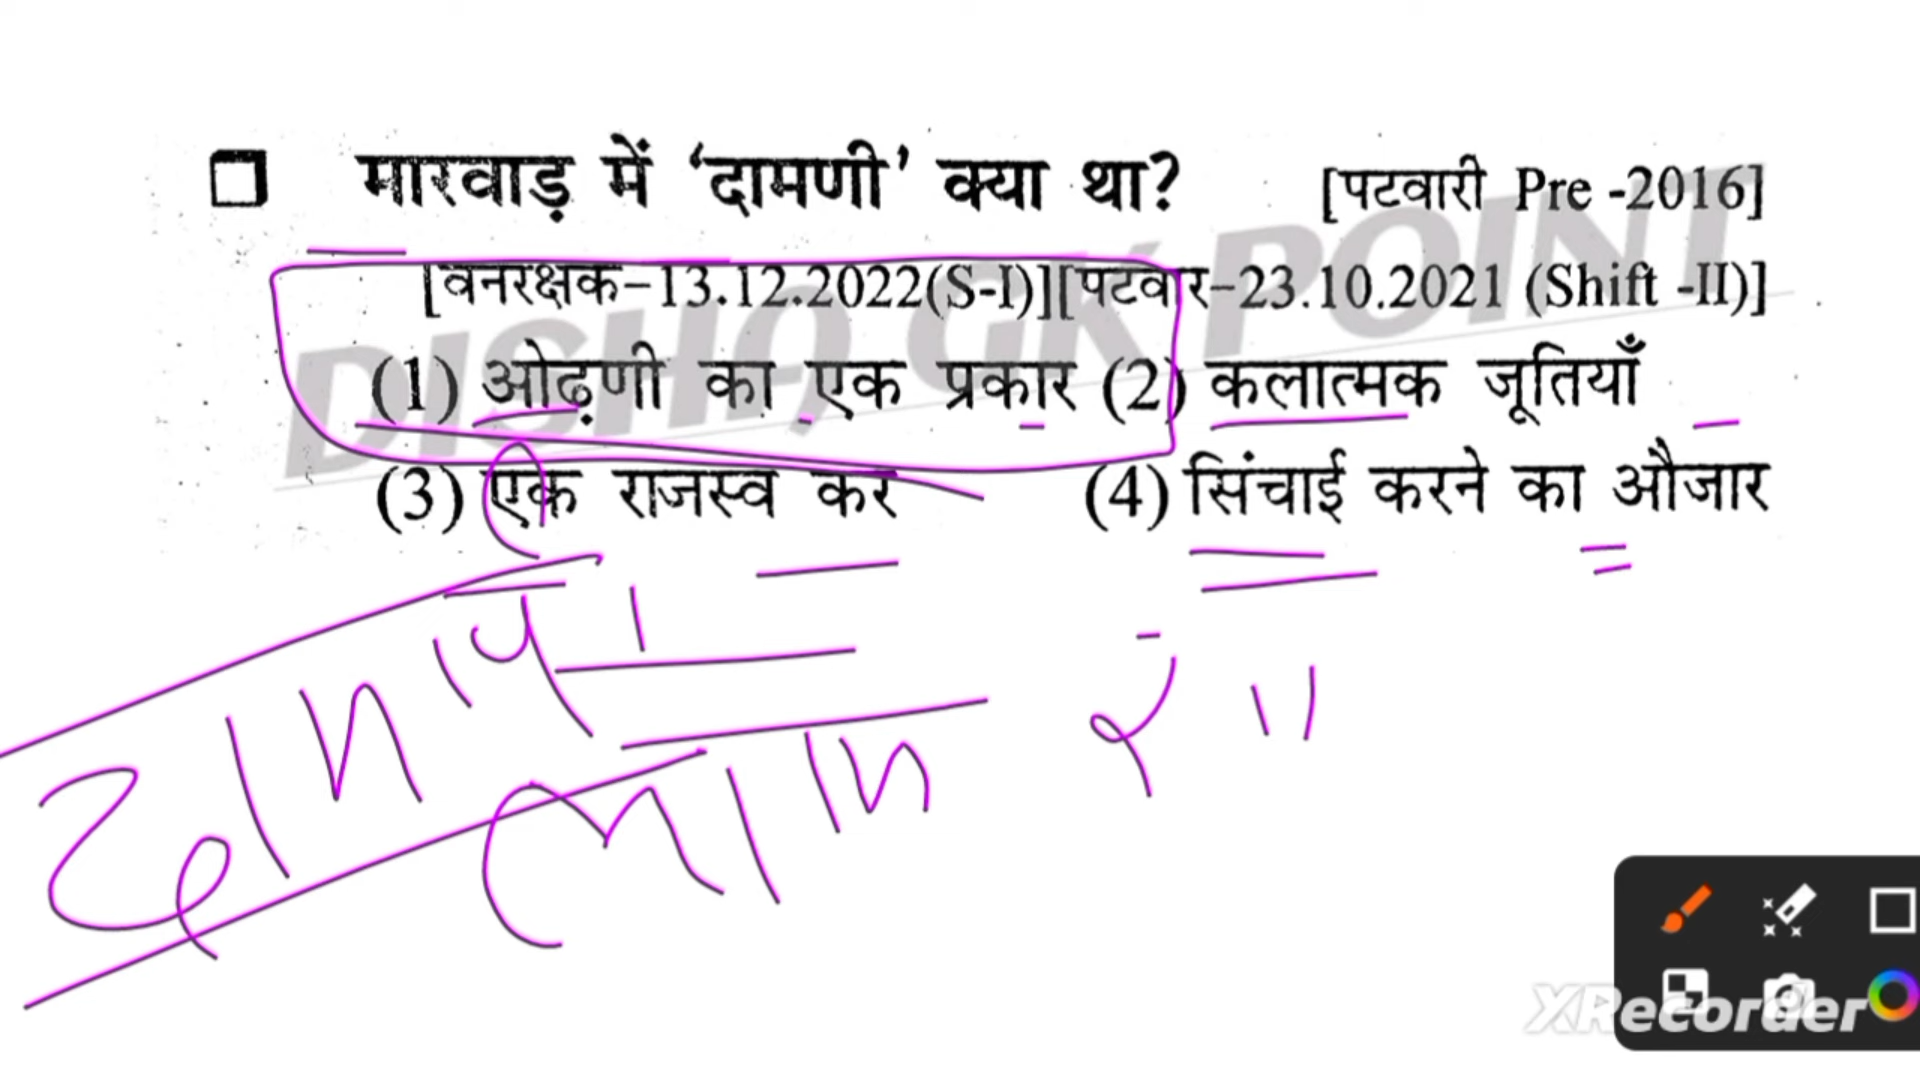 मारवाड़ में ‘दामणी’ क्या था? [पटवारी Pre -2016]
[वनरक्षक–13.12.2022(S-I)][पटवार–23.10.2021 (Shift -II)]
(1) ओढ़णी का एक प्रकार (2) कलात्मक जूतियाँ
(3) एक राजस्व कर (4) सिंचाई करने का औजार
DISHQ GK POINT
XRecorder